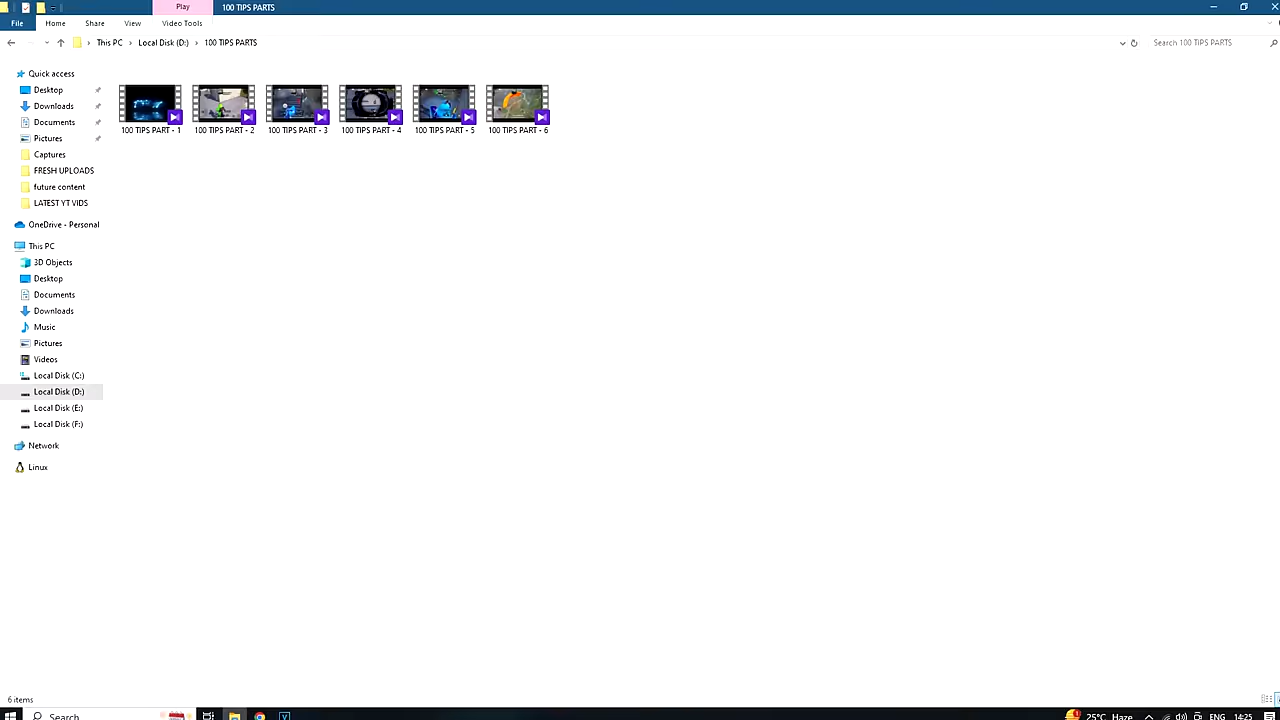 Play
100 TIPS PARTS
File
Home
Share
View
Video Tools
This PC
Local Disk (D:)
100 TIPS PARTS
Search 100 TIPS PARTS
Quick access
Desktop
Downloads
Documents
Pictures
Captures
FRESH UPLOADS
future content
LATEST YT VIDS
OneDrive - Personal
This PC
3D Objects
Desktop
Documents
Downloads
Music
Pictures
Videos
Local Disk (C:)
Local Disk (D:)
Local Disk (E:)
Local Disk (F:)
Network
Linux
100 TIPS PART - 1
100 TIPS PART - 2
100 TIPS PART - 3
100 TIPS PART - 4
100 TIPS PART - 5
100 TIPS PART - 6
6 items
Search
25°C Haze
ENG
14:25